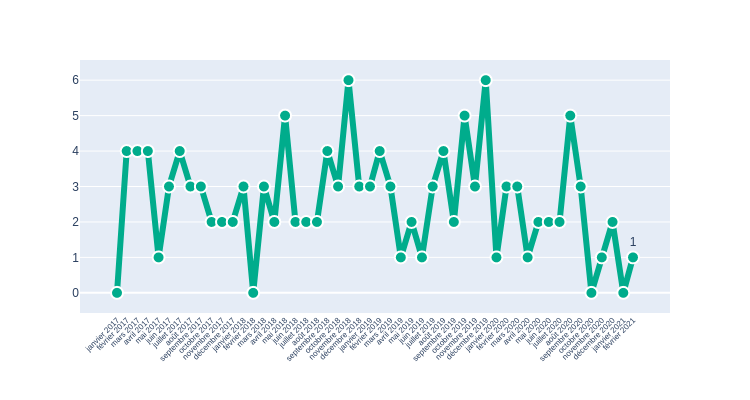 6
5
4
3
2
1
0
1
janvier 2017
février 2017
mars 2017
avril 2017
mai 2017
juin 2017
juillet 2017
août 2017
septembre 2017
octobre 2017
novembre 2017
décembre 2017
janvier 2018
février 2018
mars 2018
avril 2018
mai 2018
juin 2018
juillet 2018
août 2018
septembre 2018
octobre 2018
novembre 2018
décembre 2018
janvier 2019
février 2019
mars 2019
avril 2019
mai 2019
juin 2019
juillet 2019
août 2019
septembre 2019
octobre 2019
novembre 2019
décembre 2019
janvier 2020
février 2020
mars 2020
avril 2020
mai 2020
juin 2020
juillet 2020
août 2020
septembre 2020
octobre 2020
novembre 2020
décembre 2020
janvier 2021
février 2021